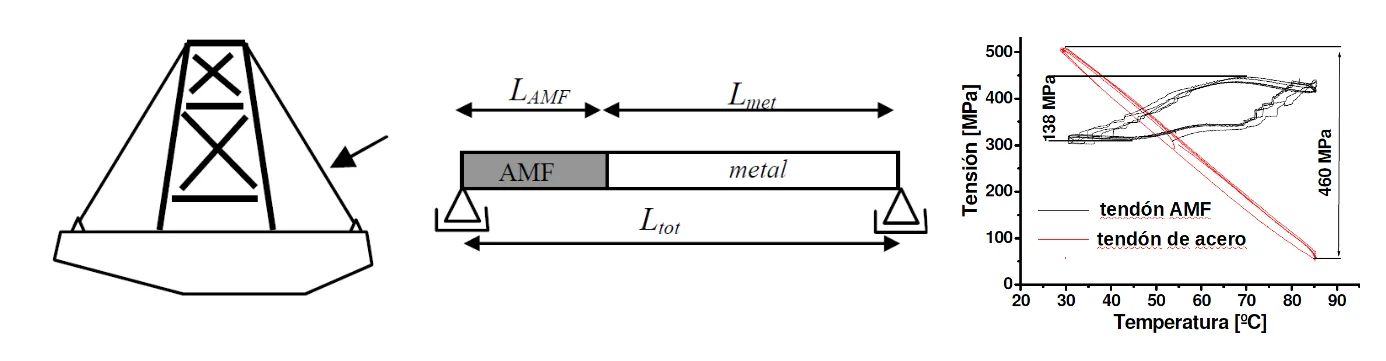 L_AMF
L_met
AMF
metal
L_tot
Tensión [MPa]
500
400
300
200
100
0
138 MPa
460 MPa
tendón AMF
tendón de acero
20 30 40 50 60 70 80 90
Temperatura [ºC]